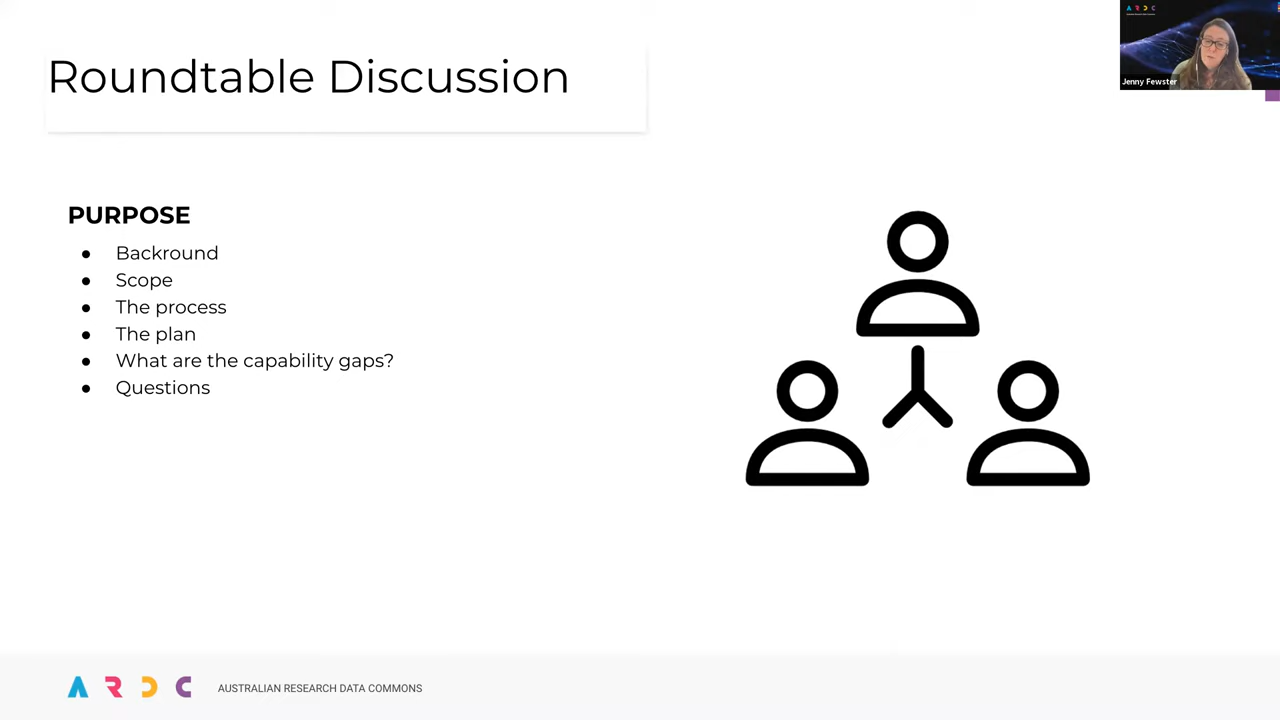 Roundtable Discussion
Jenny Fewster
PURPOSE
● Backround
● Scope
● The process
● The plan
● What are the capability gaps?
● Questions
A R D C
AUSTRALIAN RESEARCH DATA COMMONS